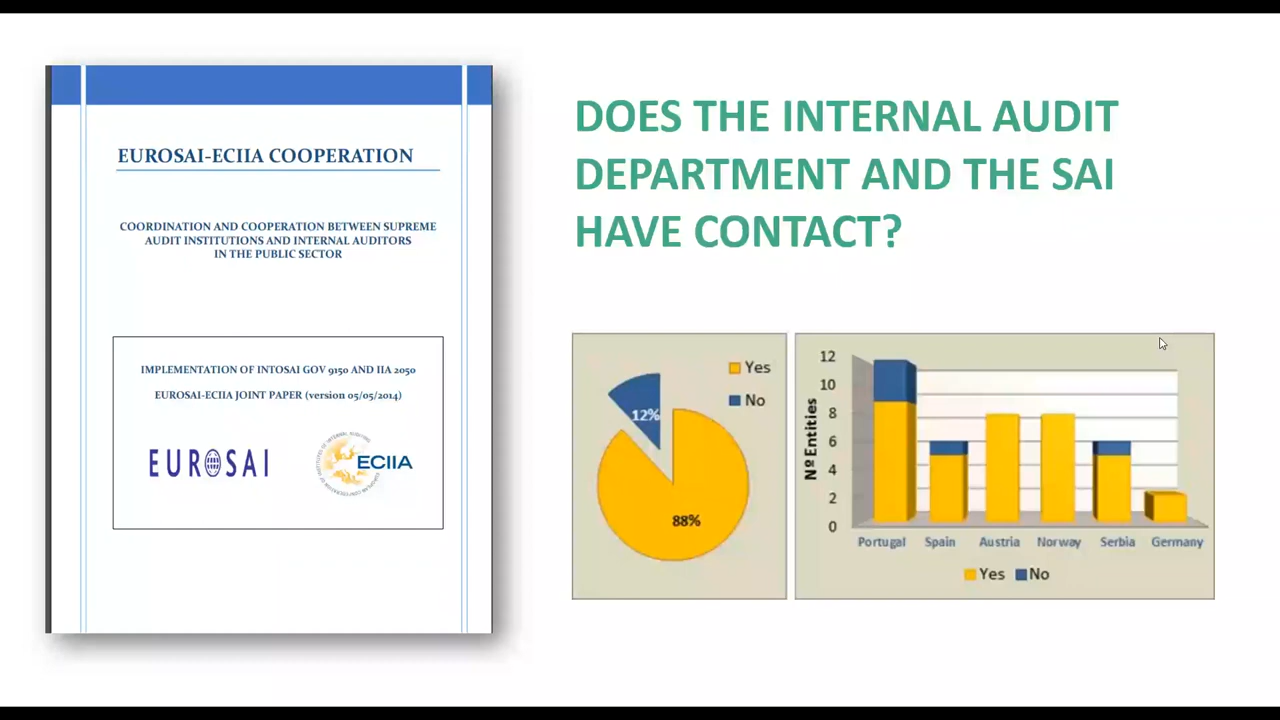 EUROSAI-ECIIA COOPERATION
COORDINATION AND COOPERATION BETWEEN SUPREME
AUDIT INSTITUTIONS AND INTERNAL AUDITORS
IN THE PUBLIC SECTOR
IMPLEMENTATION OF INTOSAI GOV 9150 AND IIA 2050
EUROSAI-ECIIA JOINT PAPER (version 05/05/2014)
EUROSAI
ECIIA
DOES THE INTERNAL AUDIT
DEPARTMENT AND THE SAI
HAVE CONTACT?
Yes
No
12%
88%
Nº Entities
12
10
8
6
4
2
0
Portugal Spain Austria Norway Serbia Germany
Yes No